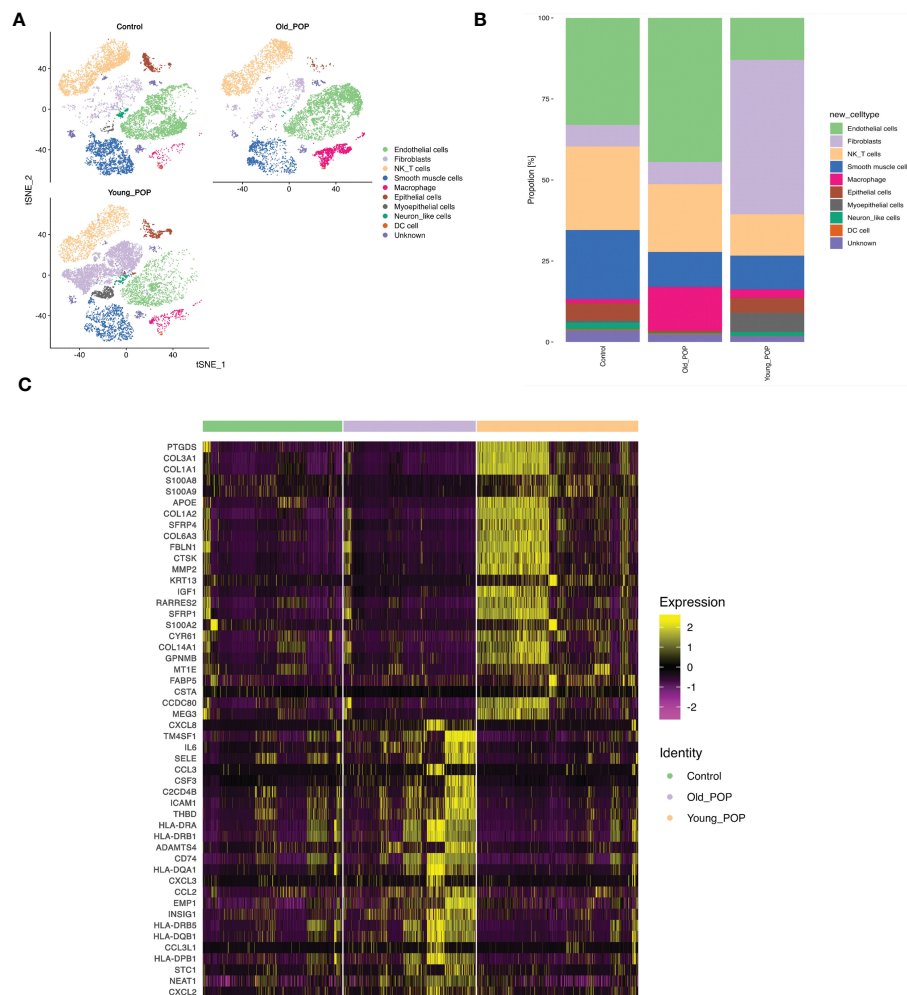 A
Control
Old_POP
40
0
-40
-40
0
40
Young_POP
40
0
-40
-40
0
40
tSNE_2
tSNE_1
Endothelial cells
Fibroblasts
NK_T cells
Smooth muscle cells
Macrophage
Epithelial cells
Myoepithelial cells
Neuron_like cells
DC cell
Unknown
B
100
75
50
25
0
Propotion [%]
Control
Old_POP
Young_POP
new_celltype
Endothelial cells
Fibroblasts
NK_T cells
Smooth muscle cell
Macrophage
Epithelial cells
Myoepithelial cells
Neuron_like cells
DC cell
Unknown
C
PTGDS
COL3A1
COL1A1
S100A8
S100A9
APOE
COL1A2
SFRP4
COL6A3
FBLN1
CTSK
MMP2
KRT13
IGF1
RARRES2
SFRP1
S100A2
CYR61
COL14A1
GPNMB
MT1E
FABP5
CSTA
CCDC80
MEG3
CXCL8
TM4SF1
IL6
SELE
CCL3
CSF3
C2CD4B
ICAM1
THBD
HLA-DRA
HLA-DRB1
ADAMTS4
CD74
HLA-DQA1
CXCL3
CCL2
EMP1
INSIG1
HLA-DRB5
HLA-DQB1
CCL3L1
HLA-DPB1
STC1
NEAT1
CXCL2
Expression
2
1
0
-1
-2
Identity
Control
Old_POP
Young_POP